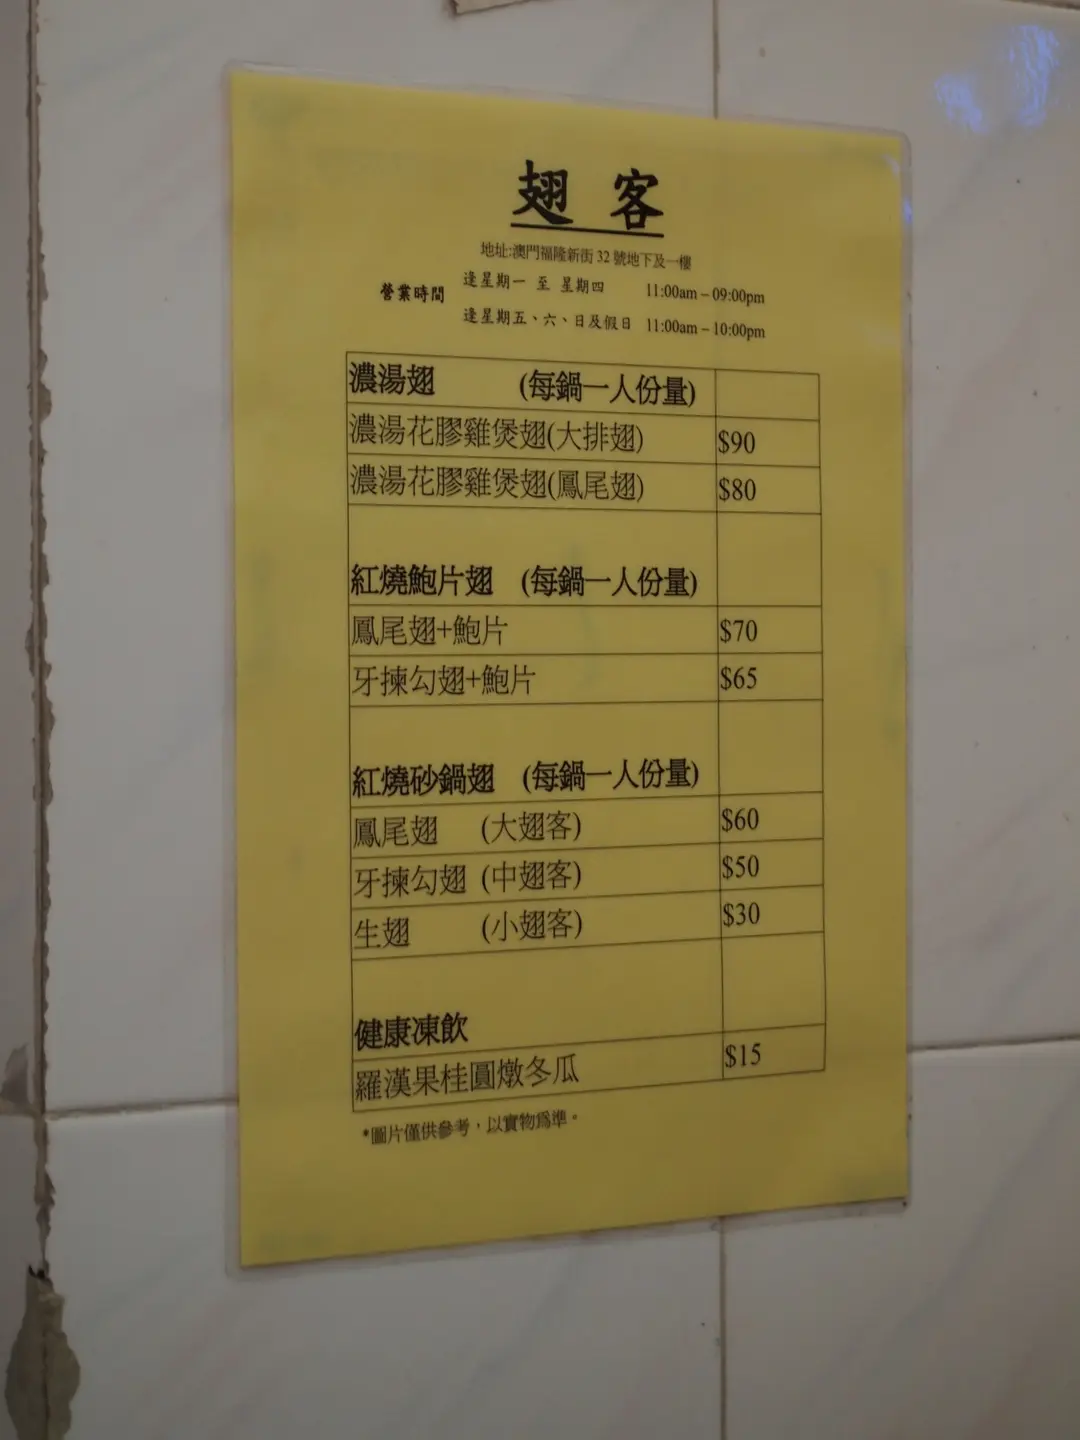 翅 客
地址:澳門福隆新街 32 號地下及一樓
營業時間 逢星期一 至 星期四 11:00am – 09:00pm
逢星期五、六、日及假日 11:00am – 10:00pm
濃湯翅 (每鍋一人份量)
濃湯花膠雞煲翅(大排翅) $90
濃湯花膠雞煲翅(鳳尾翅) $80
紅燒鮑片翅 (每鍋一人份量)
鳳尾翅+鮑片 $70
牙揀勾翅+鮑片 $65
紅燒砂鍋翅 (每鍋一人份量)
鳳尾翅 (大翅客) $60
牙揀勾翅 (中翅客) $50
生翅 (小翅客) $30
健康凍飲
羅漢果桂圓燉冬瓜 $15
*圖片僅供參考，以實物為準。